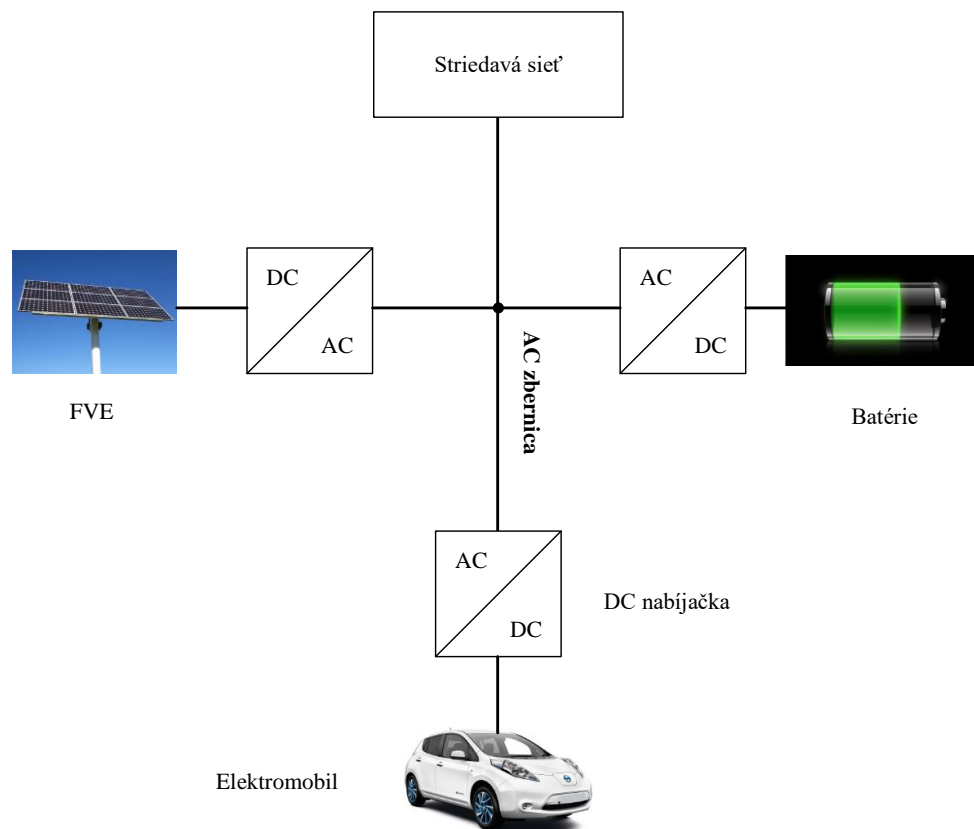 Striedavá sieť
DC
AC
AC
DC
FVE
AC zbernica
Batérie
AC
DC
DC nabíjačka
Elektromobil